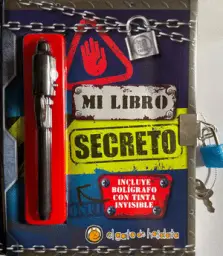 MI LIBRO
SECRETO
INCLUYE
BOLÍGRAFO
CON TINTA
INVISIBLE
el gato de hojalata